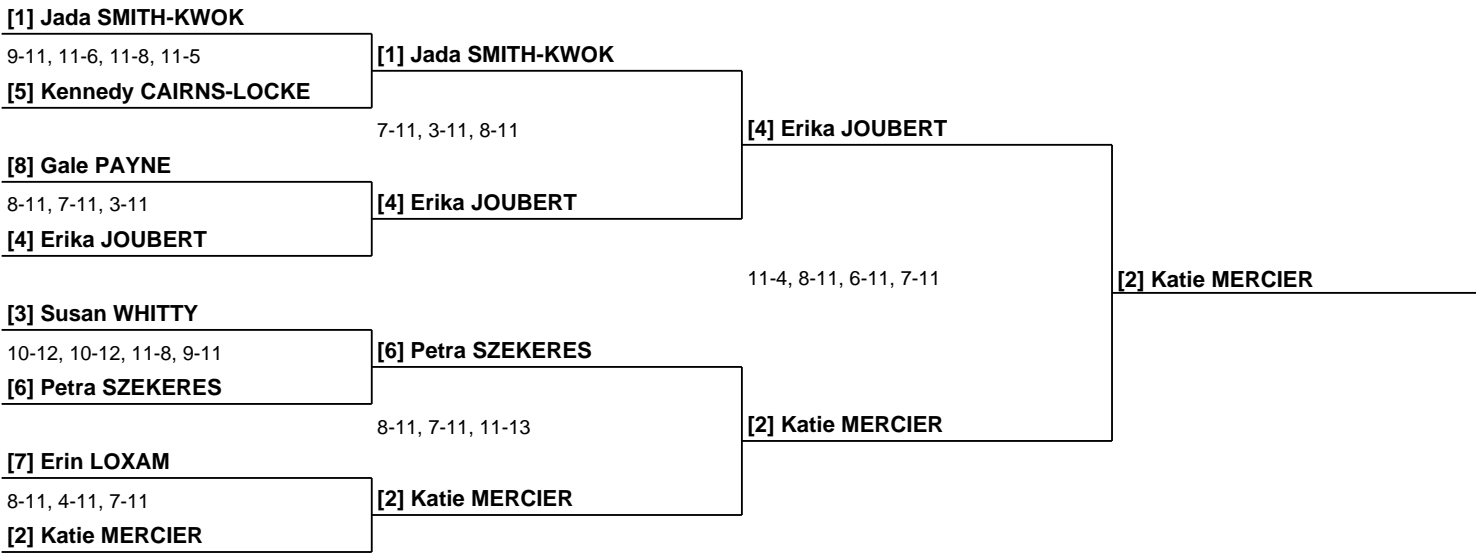 [1] Jada SMITH-KWOK
9-11, 11-6, 11-8, 11-5
[5] Kennedy CAIRNS-LOCKE
[8] Gale PAYNE
8-11, 7-11, 3-11
[4] Erika JOUBERT
[3] Susan WHITTY
10-12, 10-12, 11-8, 9-11
[6] Petra SZEKERES
[7] Erin LOXAM
8-11, 4-11, 7-11
[2] Katie MERCIER
[1] Jada SMITH-KWOK
7-11, 3-11, 8-11
[4] Erika JOUBERT
[6] Petra SZEKERES
8-11, 7-11, 11-13
[2] Katie MERCIER
[4] Erika JOUBERT
11-4, 8-11, 6-11, 7-11
[2] Katie MERCIER
[2] Katie MERCIER